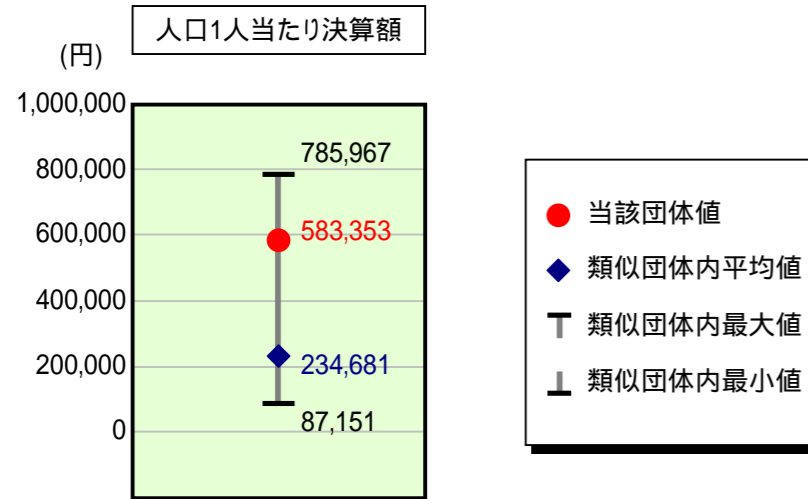 人口1人当たり決算額
(円)
1,000,000
800,000
600,000
400,000
200,000
0
785,967
583,353
234,681
87,151
当該団体値
類似団体内平均値
類似団体内最大値
類似団体内最小値